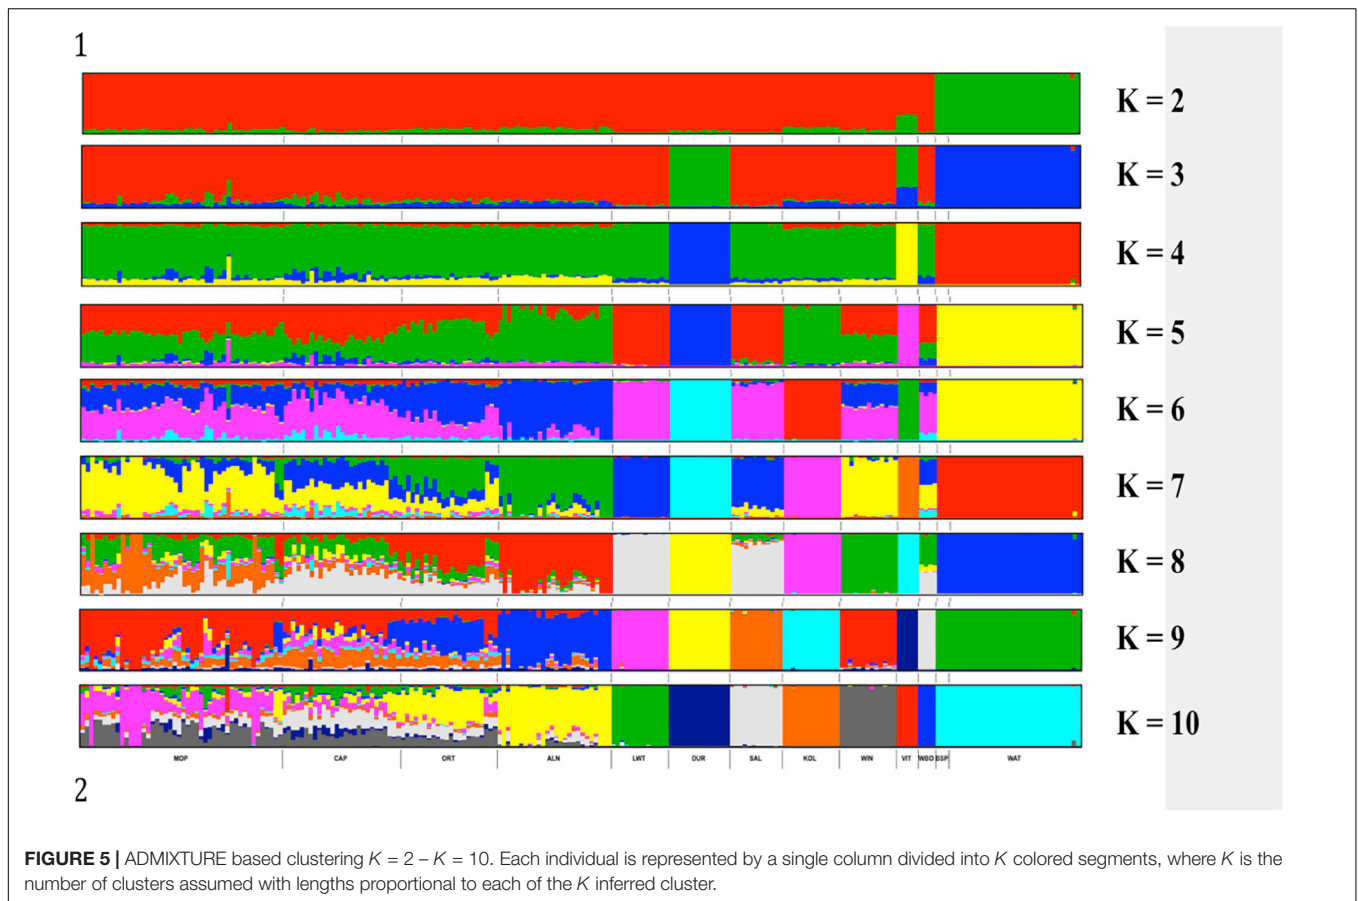 1
K = 2
K = 3
K = 4
K = 5
K = 6
K = 7
K = 8
K = 9
K = 10
MOP CAP ORT ALN LWT DUR SAL KOL WIN VIT WBO BSP WAT
2
FIGURE 5 | ADMIXTURE based clustering K = 2 – K = 10. Each individual is represented by a single column divided into K colored segments, where K is the
number of clusters assumed with lengths proportional to each of the K inferred cluster.